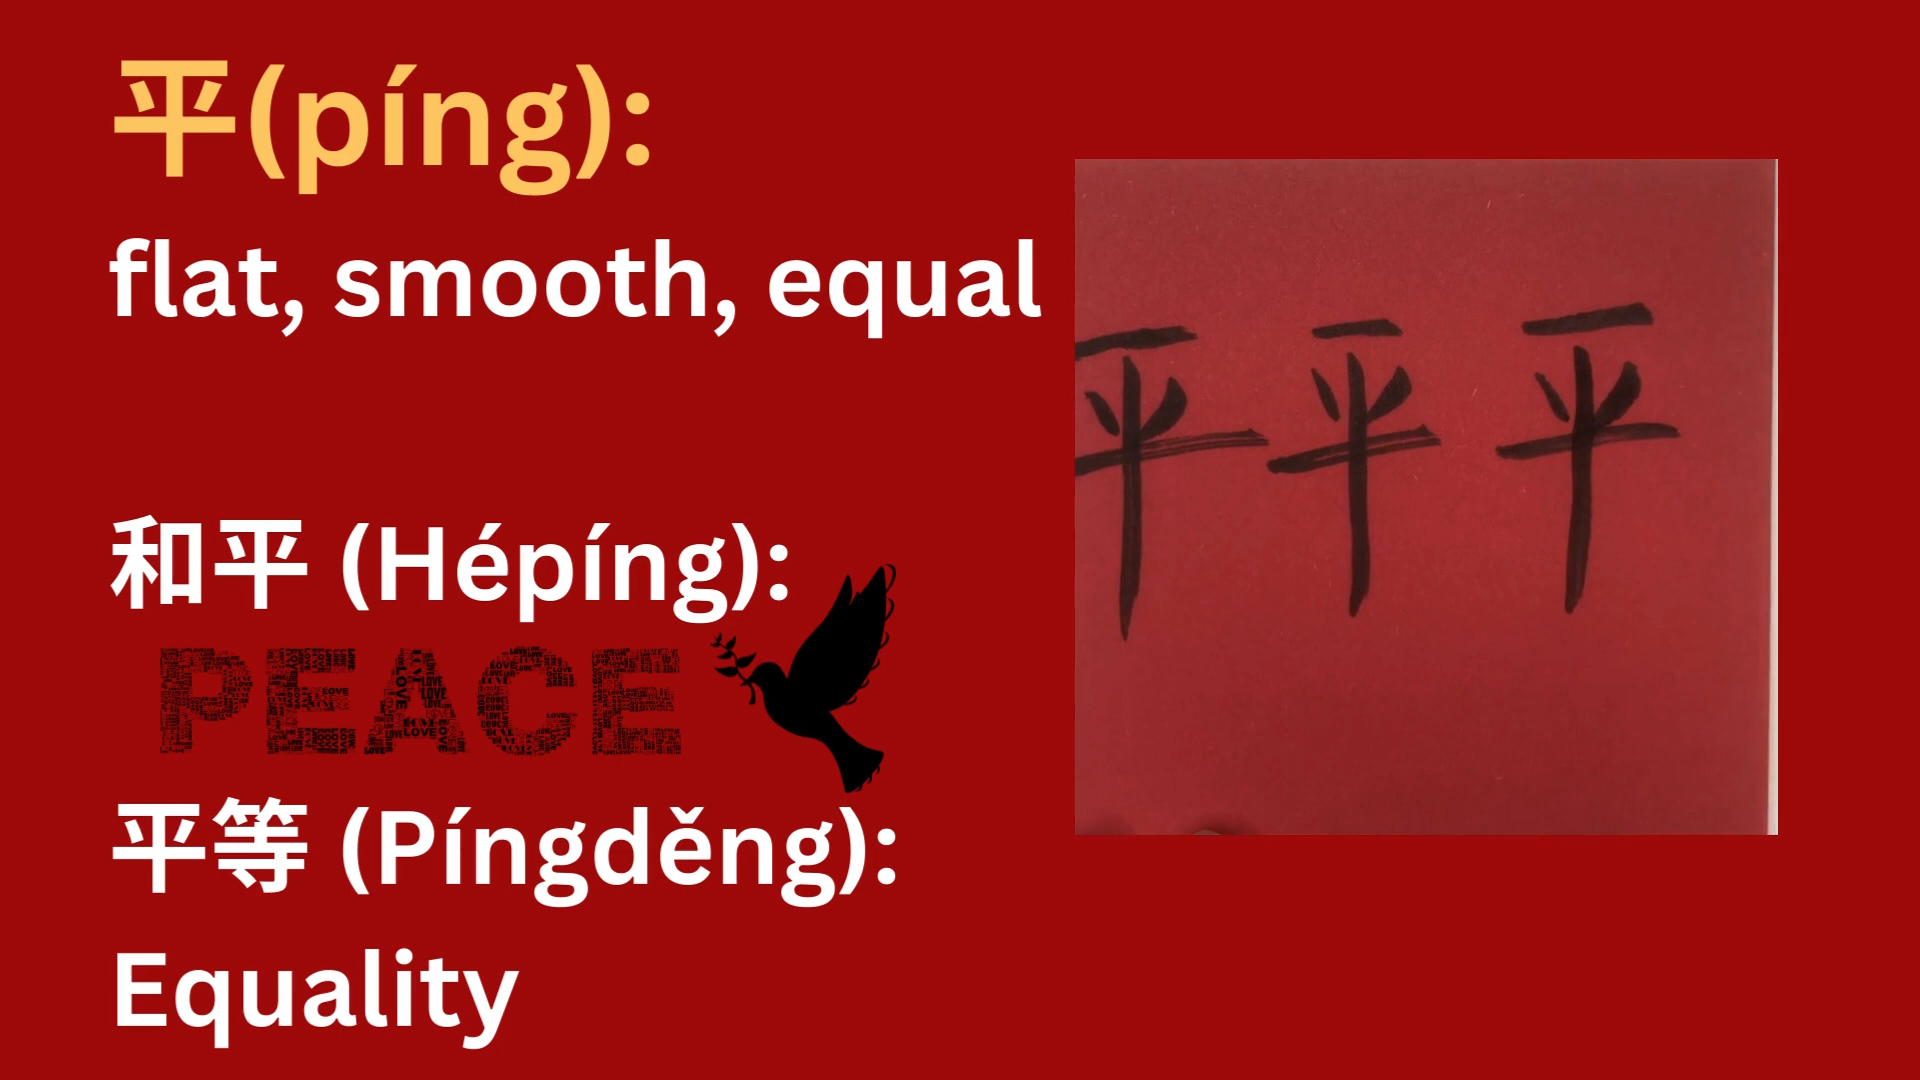 平(píng):
flat, smooth, equal
和平 (Hépíng):
PEACE
平等 (Píngděng):
Equality
平 平 平